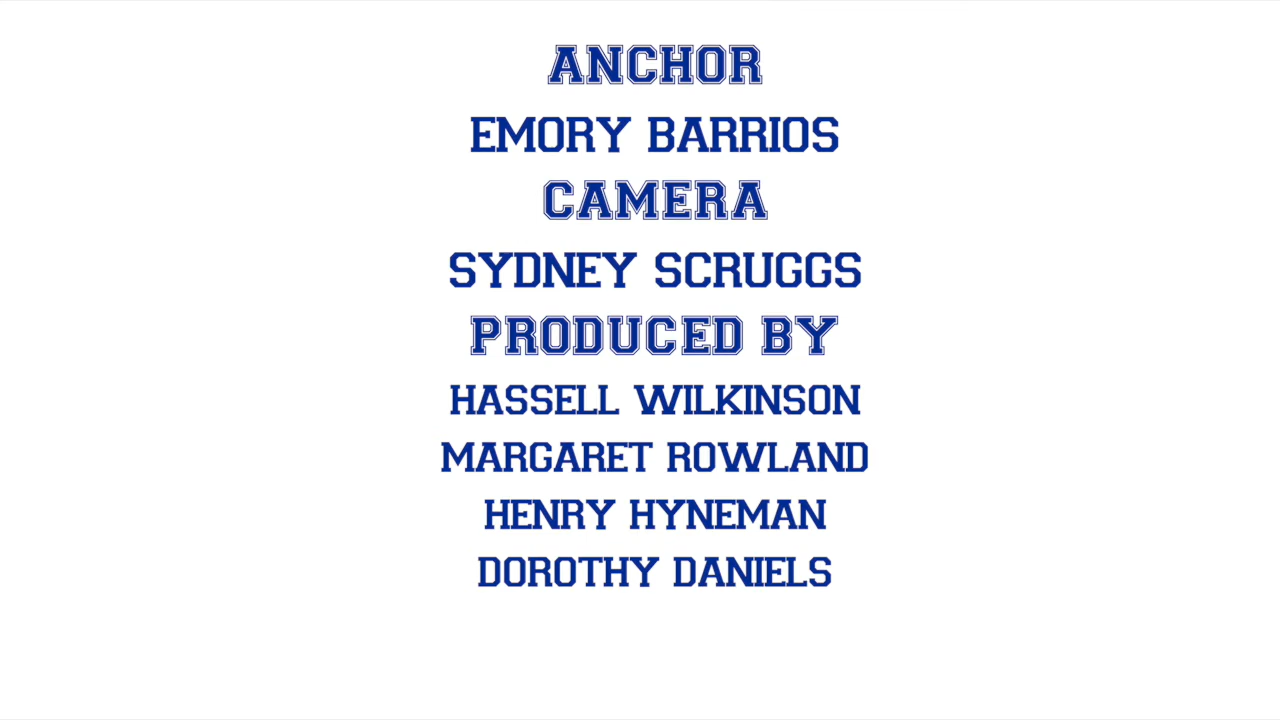 ANCHOR
EMORY BARRIOS
CAMERA
SYDNEY SCRUGGS
PRODUCED BY
HASSELL WILKINSON
MARGARET ROWLAND
HENRY HYNEMAN
DOROTHY DANIELS